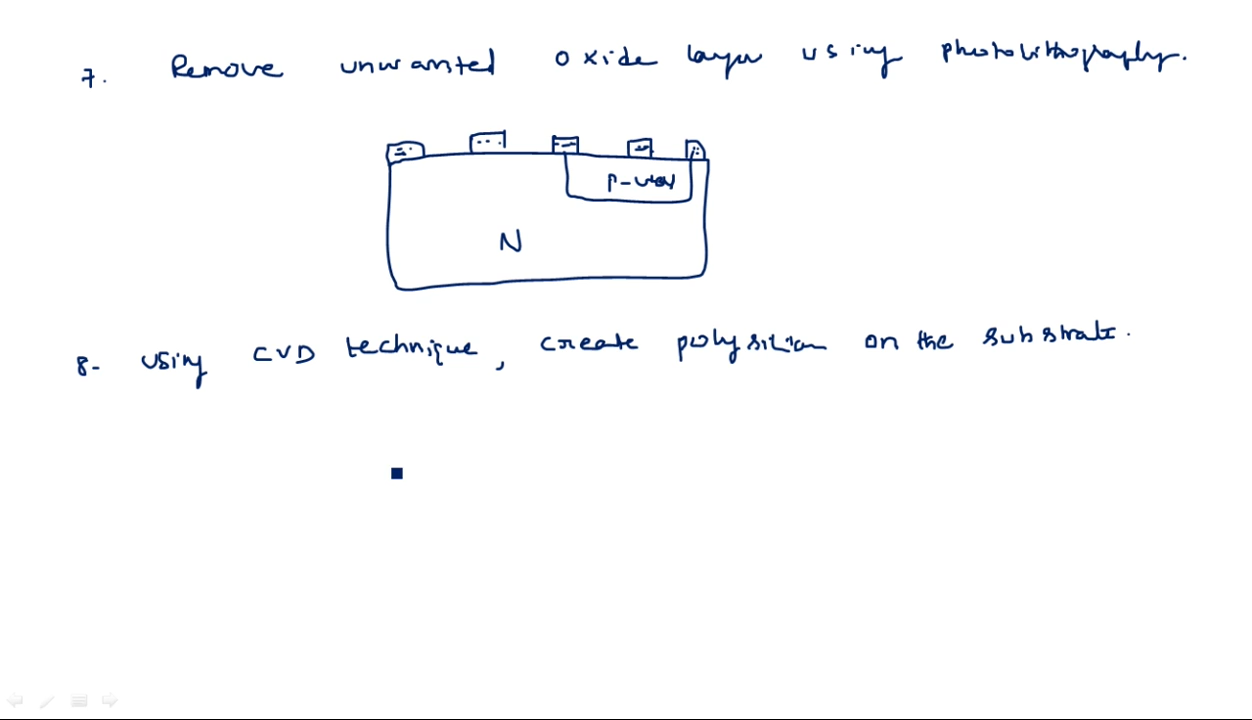 7. Remove unwanted oxide layer using photolithography.
P-well
N
8- Using CVD technique, create polysilicon on the substrate.